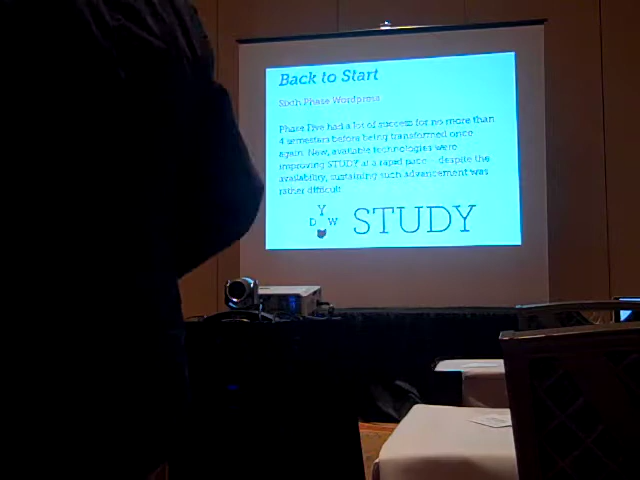 Back to Start
Sixth Phase Wordpress
Phase Five had a lot of success for no more than
4 semesters before being transformed once
again. New, available technologies were
improving STUDY at a rapid pace - despite the
availability, sustaining such advancement was
rather difficult.
Y
D W
STUDY